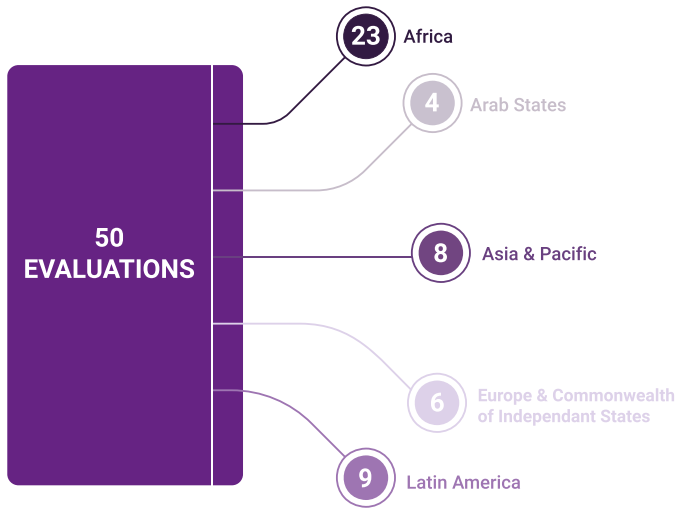 50
EVALUATIONS
23
Africa
4
Arab States
8
Asia & Pacific
6
Europe & Commonwealth
of Independant States
9
Latin America